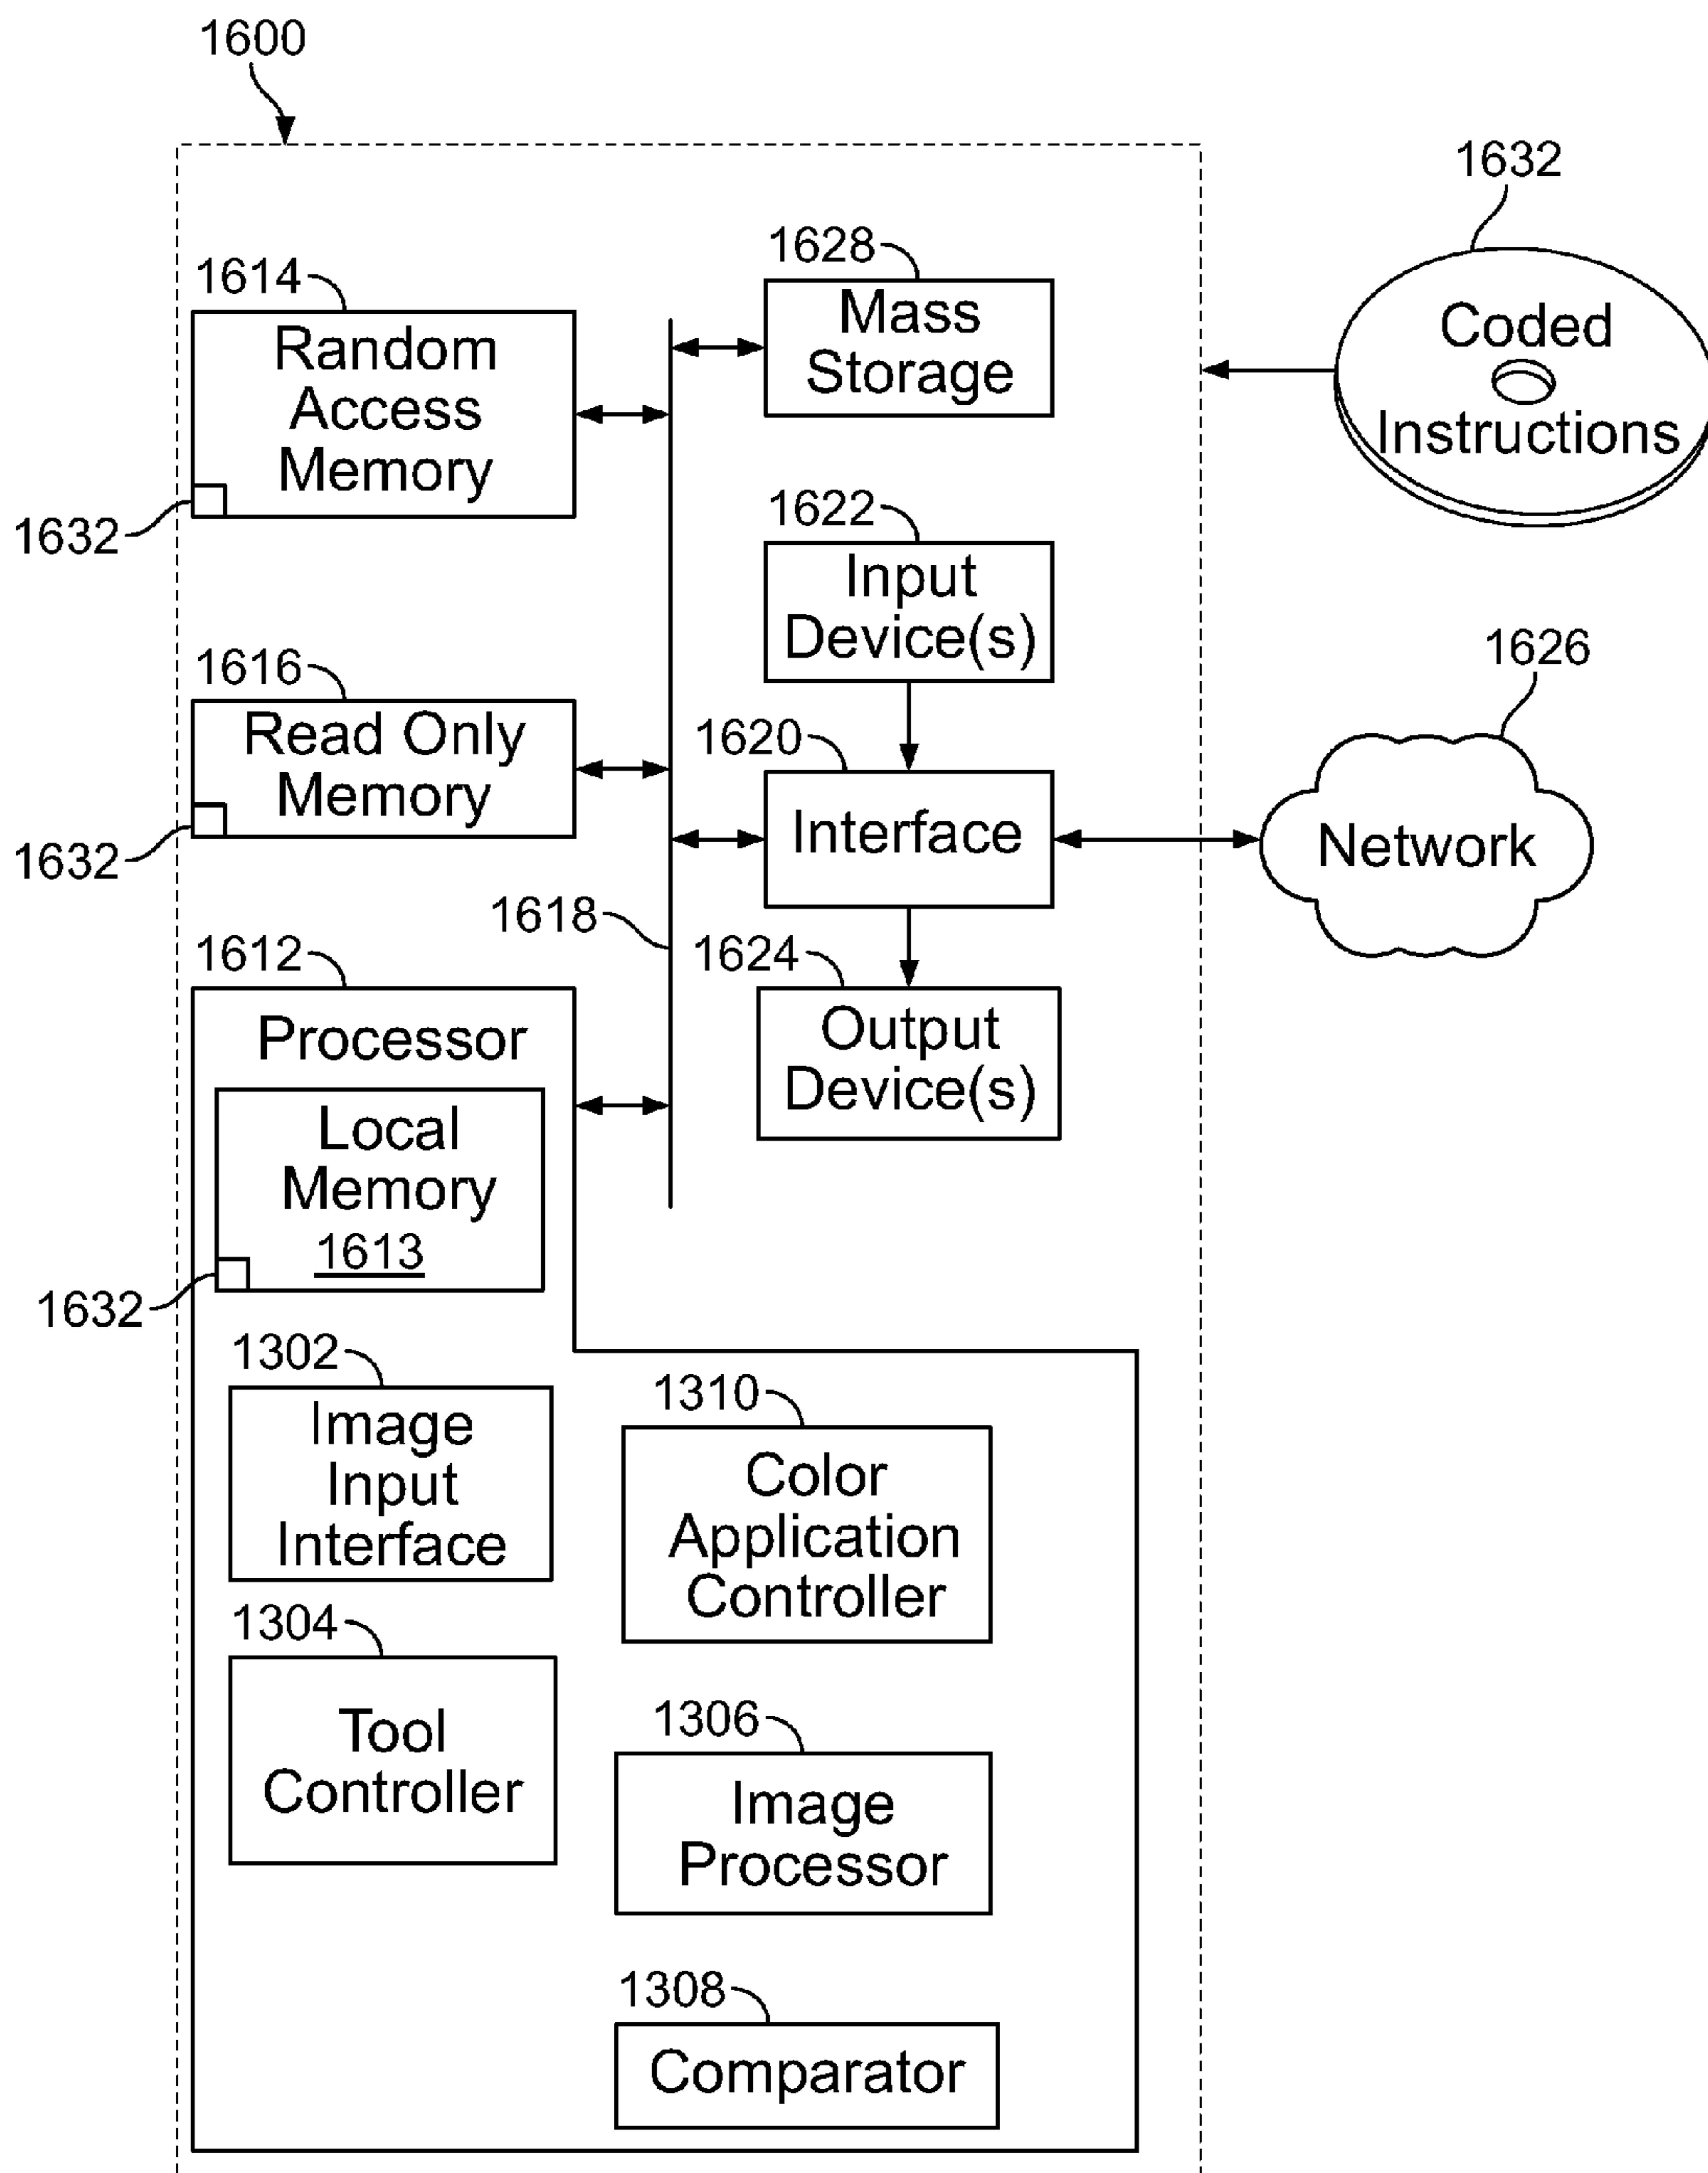 1600
1632
Coded
Instructions
1628
Mass
Storage
1614
Random
Access
Memory
1632
1622
Input
Device(s)
1626
Network
1616
Read Only
Memory
1632
1620
Interface
1618
1624
Output
Device(s)
1612
Processor
Local
Memory
1613
1632
1302
Image
Input
Interface
1310
Color
Application
Controller
1304
Tool
Controller
1306
Image
Processor
1308
Comparator